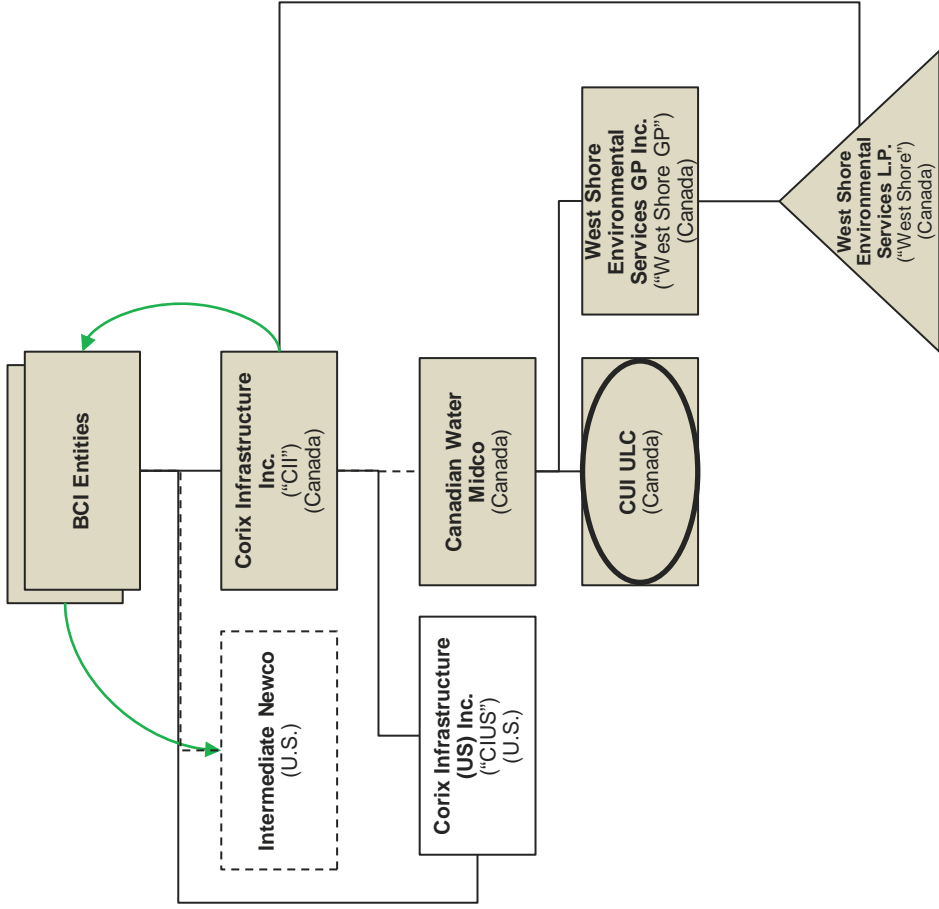 BCI Entities
Intermediate Newco
(U.S.)
Corix Infrastructure
Inc.
(“CII”)
(Canada)
Corix Infrastructure
(US) Inc.
(“CIUS”)
(U.S.)
Canadian Water
Midco
(Canada)
CUI ULC
(Canada)
West Shore
Environmental
Services GP Inc.
(“West Shore GP”)
(Canada)
West Shore
Environmental
Services L.P.
(“West Shore”)
(Canada)